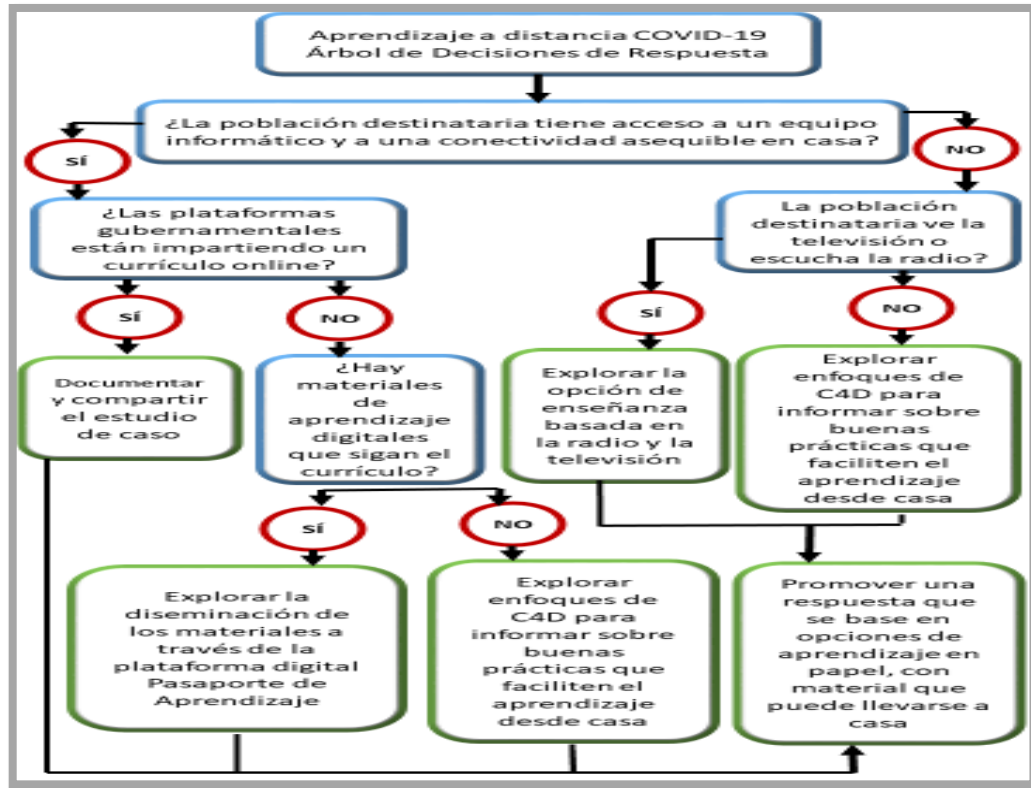 Aprendizaje a distancia COVID-19
Árbol de Decisiones de Respuesta
¿La población destinataria tiene acceso a un equipo
informático y a una conectividad asequible en casa?
SÍ
NO
¿Las plataformas
gubernamentales
están impartiendo un
currículo online?
La población
destinataria ve la
televisión o
escucha la radio?
SÍ
NO
SÍ
NO
Documentar
y compartir
el estudio
de caso
¿Hay
materiales
de
aprendizaje
digitales
que sigan el
currículo?
Explorar la
opción de
enseñanza
basada en
la radio y la
televisión
Explorar
enfoques de
C4D para
informar sobre
buenas
prácticas que
faciliten el
aprendizaje
desde casa
SÍ
NO
Explorar la
diseminación de
los materiales a
través de la
plataforma digital
Pasaporte de
Aprendizaje
Explorar
enfoques de
C4D para
informar sobre
buenas
prácticas que
faciliten el
aprendizaje
desde casa
Promover una
respuesta que
se base en
opciones de
aprendizaje en
papel, con
material que
puede llevarse a
casa